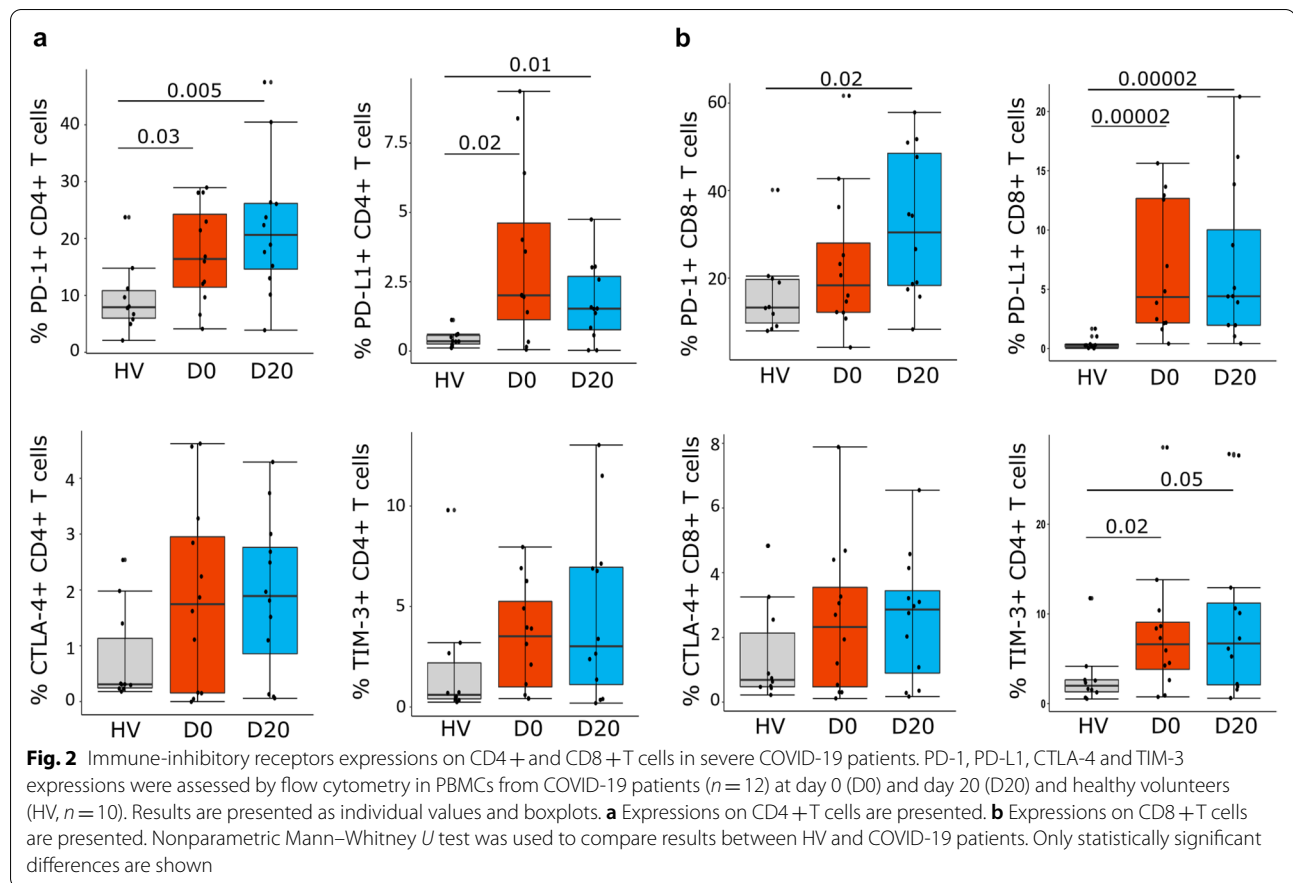 a
b
% PD-1+ CD4+ T cells
0.005
0.03
40
30
20
10
0
HV D0 D20
% PD-L1+ CD4+ T cells
0.01
0.02
7.5
5
2.5
0
HV D0 D20
% PD-1+ CD8+ T cells
0.02
60
40
20
0
HV D0 D20
% PD-L1+ CD8+ T cells
0.00002
0.00002
20
15
10
5
0
HV D0 D20
% CTLA-4+ CD4+ T cells
4
3
2
1
0
HV D0 D20
% TIM-3+ CD4+ T cells
10
5
0
HV D0 D20
% CTLA-4+ CD8+ T cells
8
6
4
2
0
HV D0 D20
% TIM-3+ CD4+ T cells
0.05
0.02
20
10
0
HV D0 D20
Fig. 2 Immune-inhibitory receptors expressions on CD4 + and CD8 + T cells in severe COVID-19 patients. PD-1, PD-L1, CTLA-4 and TIM-3
expressions were assessed by flow cytometry in PBMCs from COVID-19 patients (n = 12) at day 0 (D0) and day 20 (D20) and healthy volunteers
(HV, n = 10). Results are presented as individual values and boxplots. a Expressions on CD4 + T cells are presented. b Expressions on CD8 + T cells
are presented. Nonparametric Mann–Whitney U test was used to compare results between HV and COVID-19 patients. Only statistically significant
differences are shown